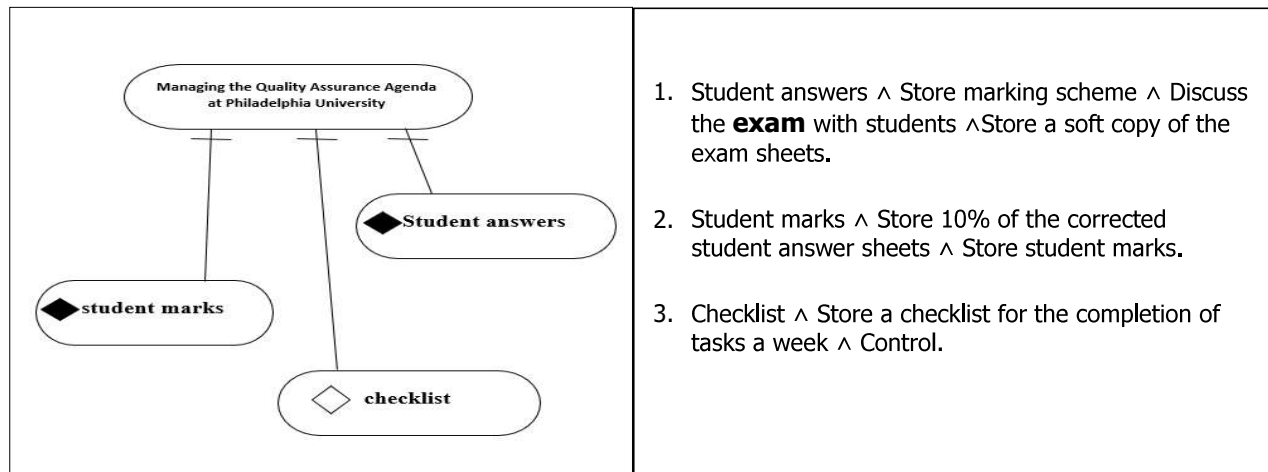 Managing the Quality Assurance Agenda
at Philadelphia University
Student answers
student marks
checklist
1. Student answers ∧ Store marking scheme ∧ Discuss
the exam with students ∧Store a soft copy of the
exam sheets.
2. Student marks ∧ Store 10% of the corrected
student answer sheets ∧ Store student marks.
3. Checklist ∧ Store a checklist for the completion of
tasks a week ∧ Control.